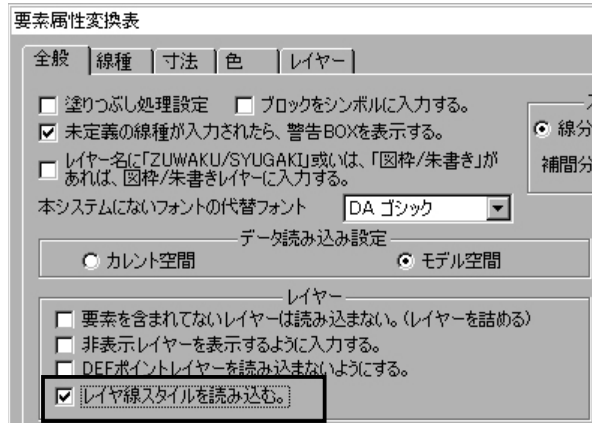 要素属性変換表
全般 線種 寸法 色 レイヤー
塗りつぶし処理設定 ブロックをシンボルに入力する。
未定義の線種が入力されたら、警告BOXを表示する。
線分
レイヤー名に「ZUWAKU/SYUGAKI」或いは、「図枠/朱書き」が
あれば、図枠/朱書きレイヤーに入力する。
補間分
本システムにないフォントの代替フォント DA ゴシック
データ読み込み設定
カレント空間 モデル空間
レイヤー
要素を含まれてないレイヤーは読み込まない。(レイヤーを詰める)
非表示レイヤーを表示するように入力する。
DEFポイントレイヤーを読み込まないようにする。
レイヤ線スタイルを読み込む。